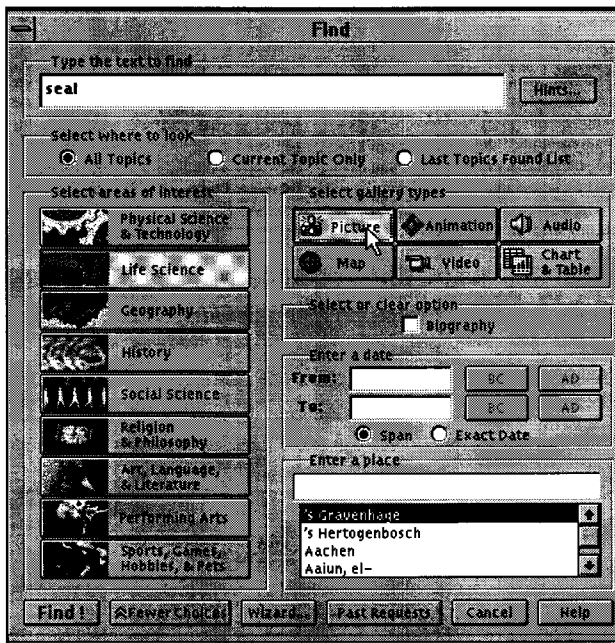 Find
Type the text to find
seal
Hints...
Select where to look
All Topics
Current Topic Only
Last Topics Found List
Select areas of interest
Physical Science
& Technology
Life Science
Geography
History
Social Science
Religion
& Philosophy
Art, Language,
& Literature
Performing Arts
Sports, Games,
Hobbies, & Pets
Select gallery types
Picture
Animation
Audio
Map
Video
Chart
& Table
Select or clear option
Biography
Enter a date
From:
BC
AD
To:
BC
AD
Span
Exact Date
Enter a place
's Gravenhage
's Hertogenbosch
Aachen
Aaiun, el-
Find !
Fewer Choices
Wizard...
Past Requests
Cancel
Help